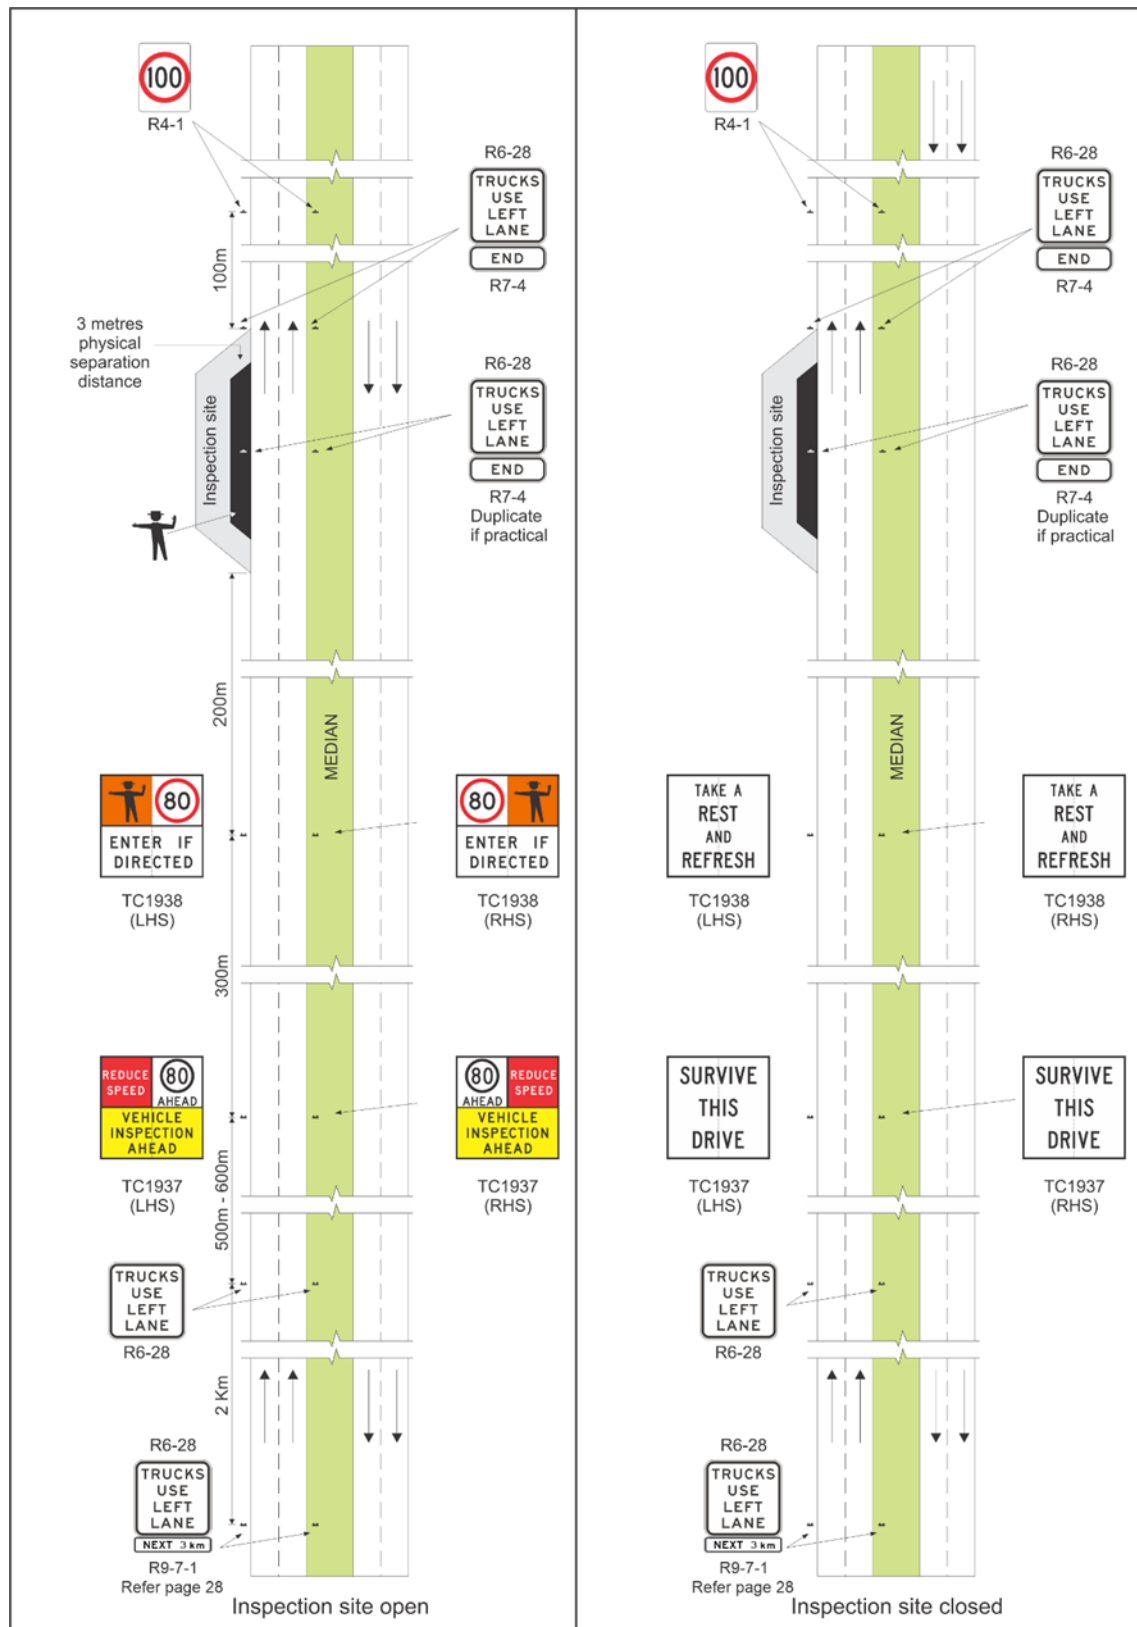 100
R4-1
R6-28
TRUCKS
USE
LEFT
LANE
END
R7-4
100m
3 metres
physical
separation
distance
Inspection site
R6-28
TRUCKS
USE
LEFT
LANE
END
R7-4
Duplicate
if practical
200m
MEDIAN
80
ENTER IF
DIRECTED
TC1938
(LHS)
80
ENTER IF
DIRECTED
TC1938
(RHS)
300m
REDUCE
SPEED
80
AHEAD
VEHICLE
INSPECTION
AHEAD
TC1937
(LHS)
80
AHEAD
REDUCE
SPEED
VEHICLE
INSPECTION
AHEAD
TC1937
(RHS)
500m - 600m
TRUCKS
USE
LEFT
LANE
R6-28
2 Km
R6-28
TRUCKS
USE
LEFT
LANE
NEXT 3 km
R9-7-1
Refer page 28
Inspection site open
100
R4-1
R6-28
TRUCKS
USE
LEFT
LANE
END
R7-4
Inspection site
R6-28
TRUCKS
USE
LEFT
LANE
END
R7-4
Duplicate
if practical
MEDIAN
TAKE A
REST
AND
REFRESH
TC1938
(LHS)
TAKE A
REST
AND
REFRESH
TC1938
(RHS)
SURVIVE
THIS
DRIVE
TC1937
(LHS)
SURVIVE
THIS
DRIVE
TC1937
(RHS)
TRUCKS
USE
LEFT
LANE
R6-28
R6-28
TRUCKS
USE
LEFT
LANE
NEXT 3 km
R9-7-1
Refer page 28
Inspection site closed